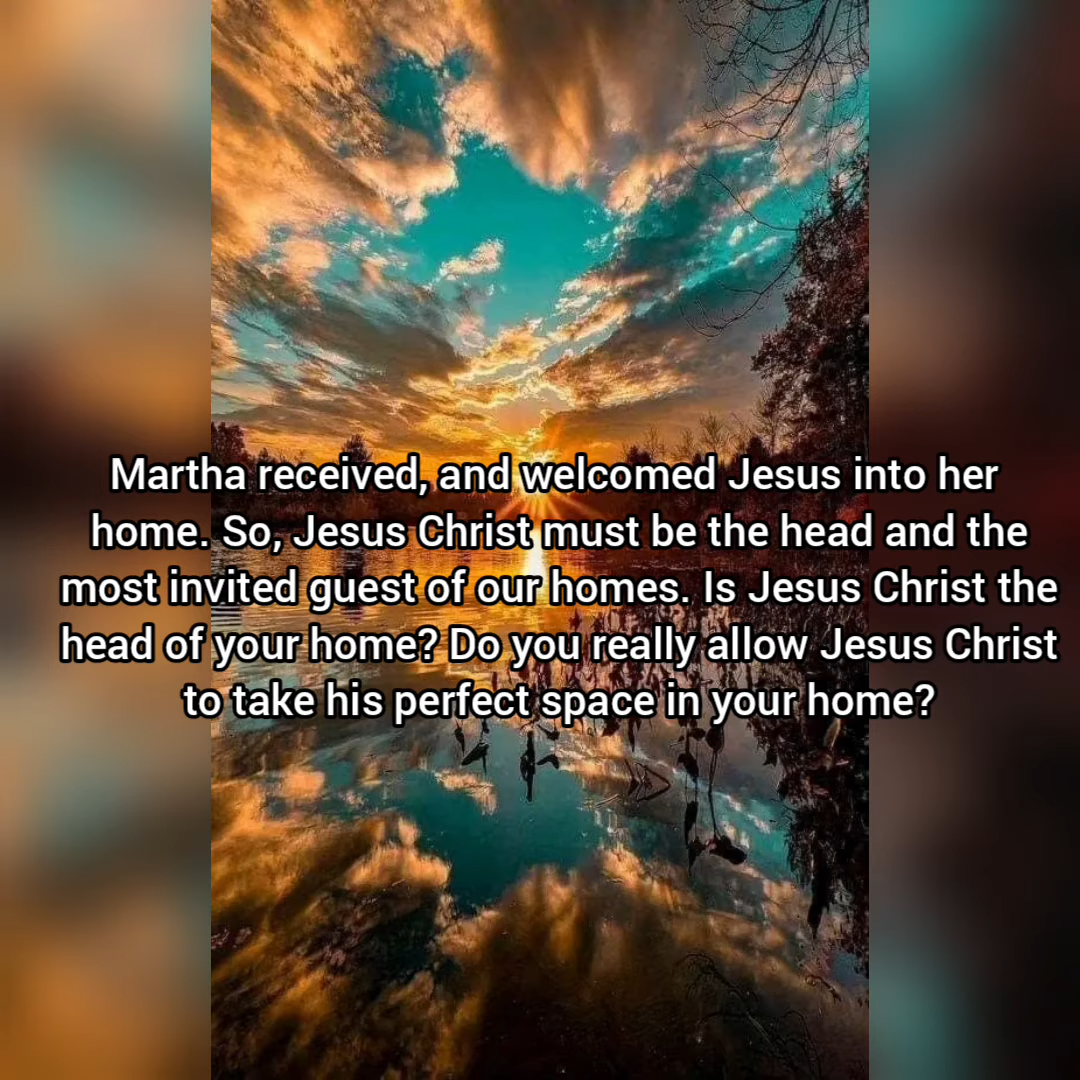 Martha received, and welcomed Jesus into her
home. So, Jesus Christ must be the head and the
most invited guest of our homes. Is Jesus Christ the
head of your home? Do you really allow Jesus Christ
to take his perfect space in your home?